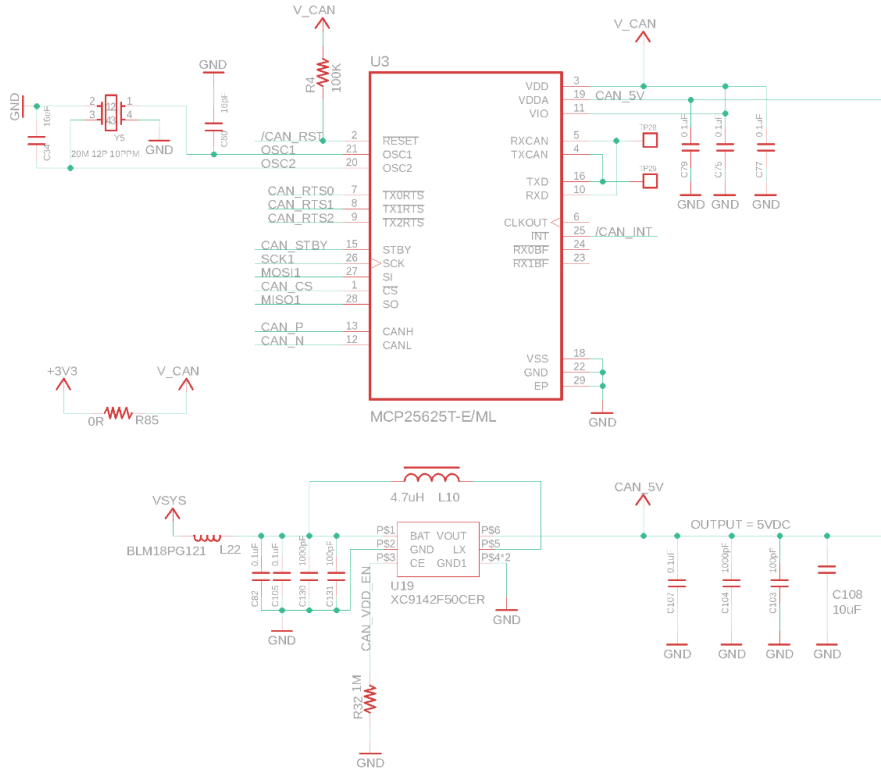 V_CAN
V_CAN
GND
U3
R4
100K
GND
16pF
C34
2
1
3
4
Y5
20M 12P 10PPM
GND
16pF
C80
/CAN_RST
OSC1
OSC2
2
21
20
RESET
OSC1
OSC2
CAN_RTS0
CAN_RTS1
CAN_RTS2
7
8
9
TX0RTS
TX1RTS
TX2RTS
CAN_STBY
SCK1
MOSI1
CAN_CS
MISO1
15
26
27
1
28
STBY
SCK
SI
CS
SO
CAN_P
CAN_N
13
12
CANH
CANL
VDD
VDDA
VIO
3
19
11
CAN_5V
RXCAN
TXCAN
5
4
TP28
TXD
RXD
16
10
TP29
CLKOUT
INT
RX0BF
RX1BF
6
25
24
23
/CAN_INT
VSS
GND
EP
18
22
29
GND
0.1uF
C79
GND
0.1uF
C75
GND
0.1uF
C77
GND
MCP25625T-E/ML
+3V3
V_CAN
0R
R85
VSYS
BLM18PG121
L22
4.7uH
L10
0.1uF
C82
0.1uF
C105
1000pF
C130
100pF
C131
GND
P$1
P$2
P$3
BAT
GND
CE
VOUT
LX
GND1
P$6
P$5
P$4*2
U19
XC9142F50CER
GND
CAN_VDD_EN
R32
1M
GND
CAN_5V
OUTPUT = 5VDC
0.1uF
C107
GND
1000pF
C104
GND
100pF
C103
GND
C108
10uF
GND